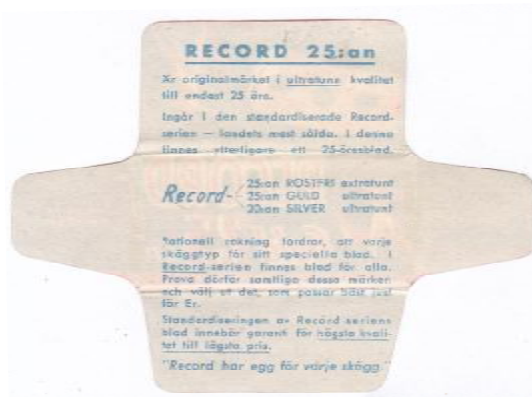 RECORD 25:an
Är originalmärket i ultratunn kvalitet
till endast 25 öre.
Ingår i den standardiserade Record-
serien — landets mest sålda. I denna
finnes ytterligare ett 25-öresblad.
Record-
25:an ROSTFRI extratunt
25:an GULD ultratunt
20:an SILVER ultratunt
Rationell rakning fordrar, att varje
skäggtyp får sitt speciella blad. I
Record-serien finnes blad för alla.
Prova därför samtliga dessa märken
och välj ut det, som passar bäst just
för Er.
Standardiseringen av Record-seriens
blad innebär garanti för högsta kvali-
tet till lägsta pris.
"Record har egg för varje skägg."